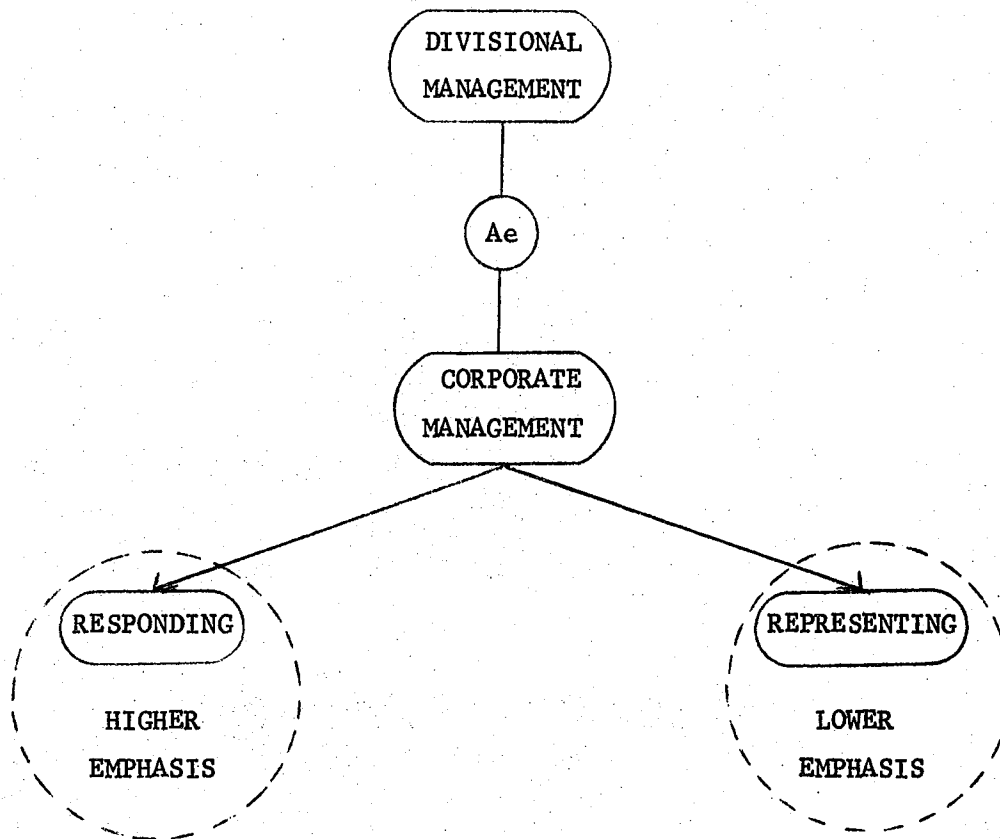 DIVISIONAL
MANAGEMENT
Ae
CORPORATE
MANAGEMENT
RESPONDING
REPRESENTING
HIGHER
EMPHASIS
LOWER
EMPHASIS